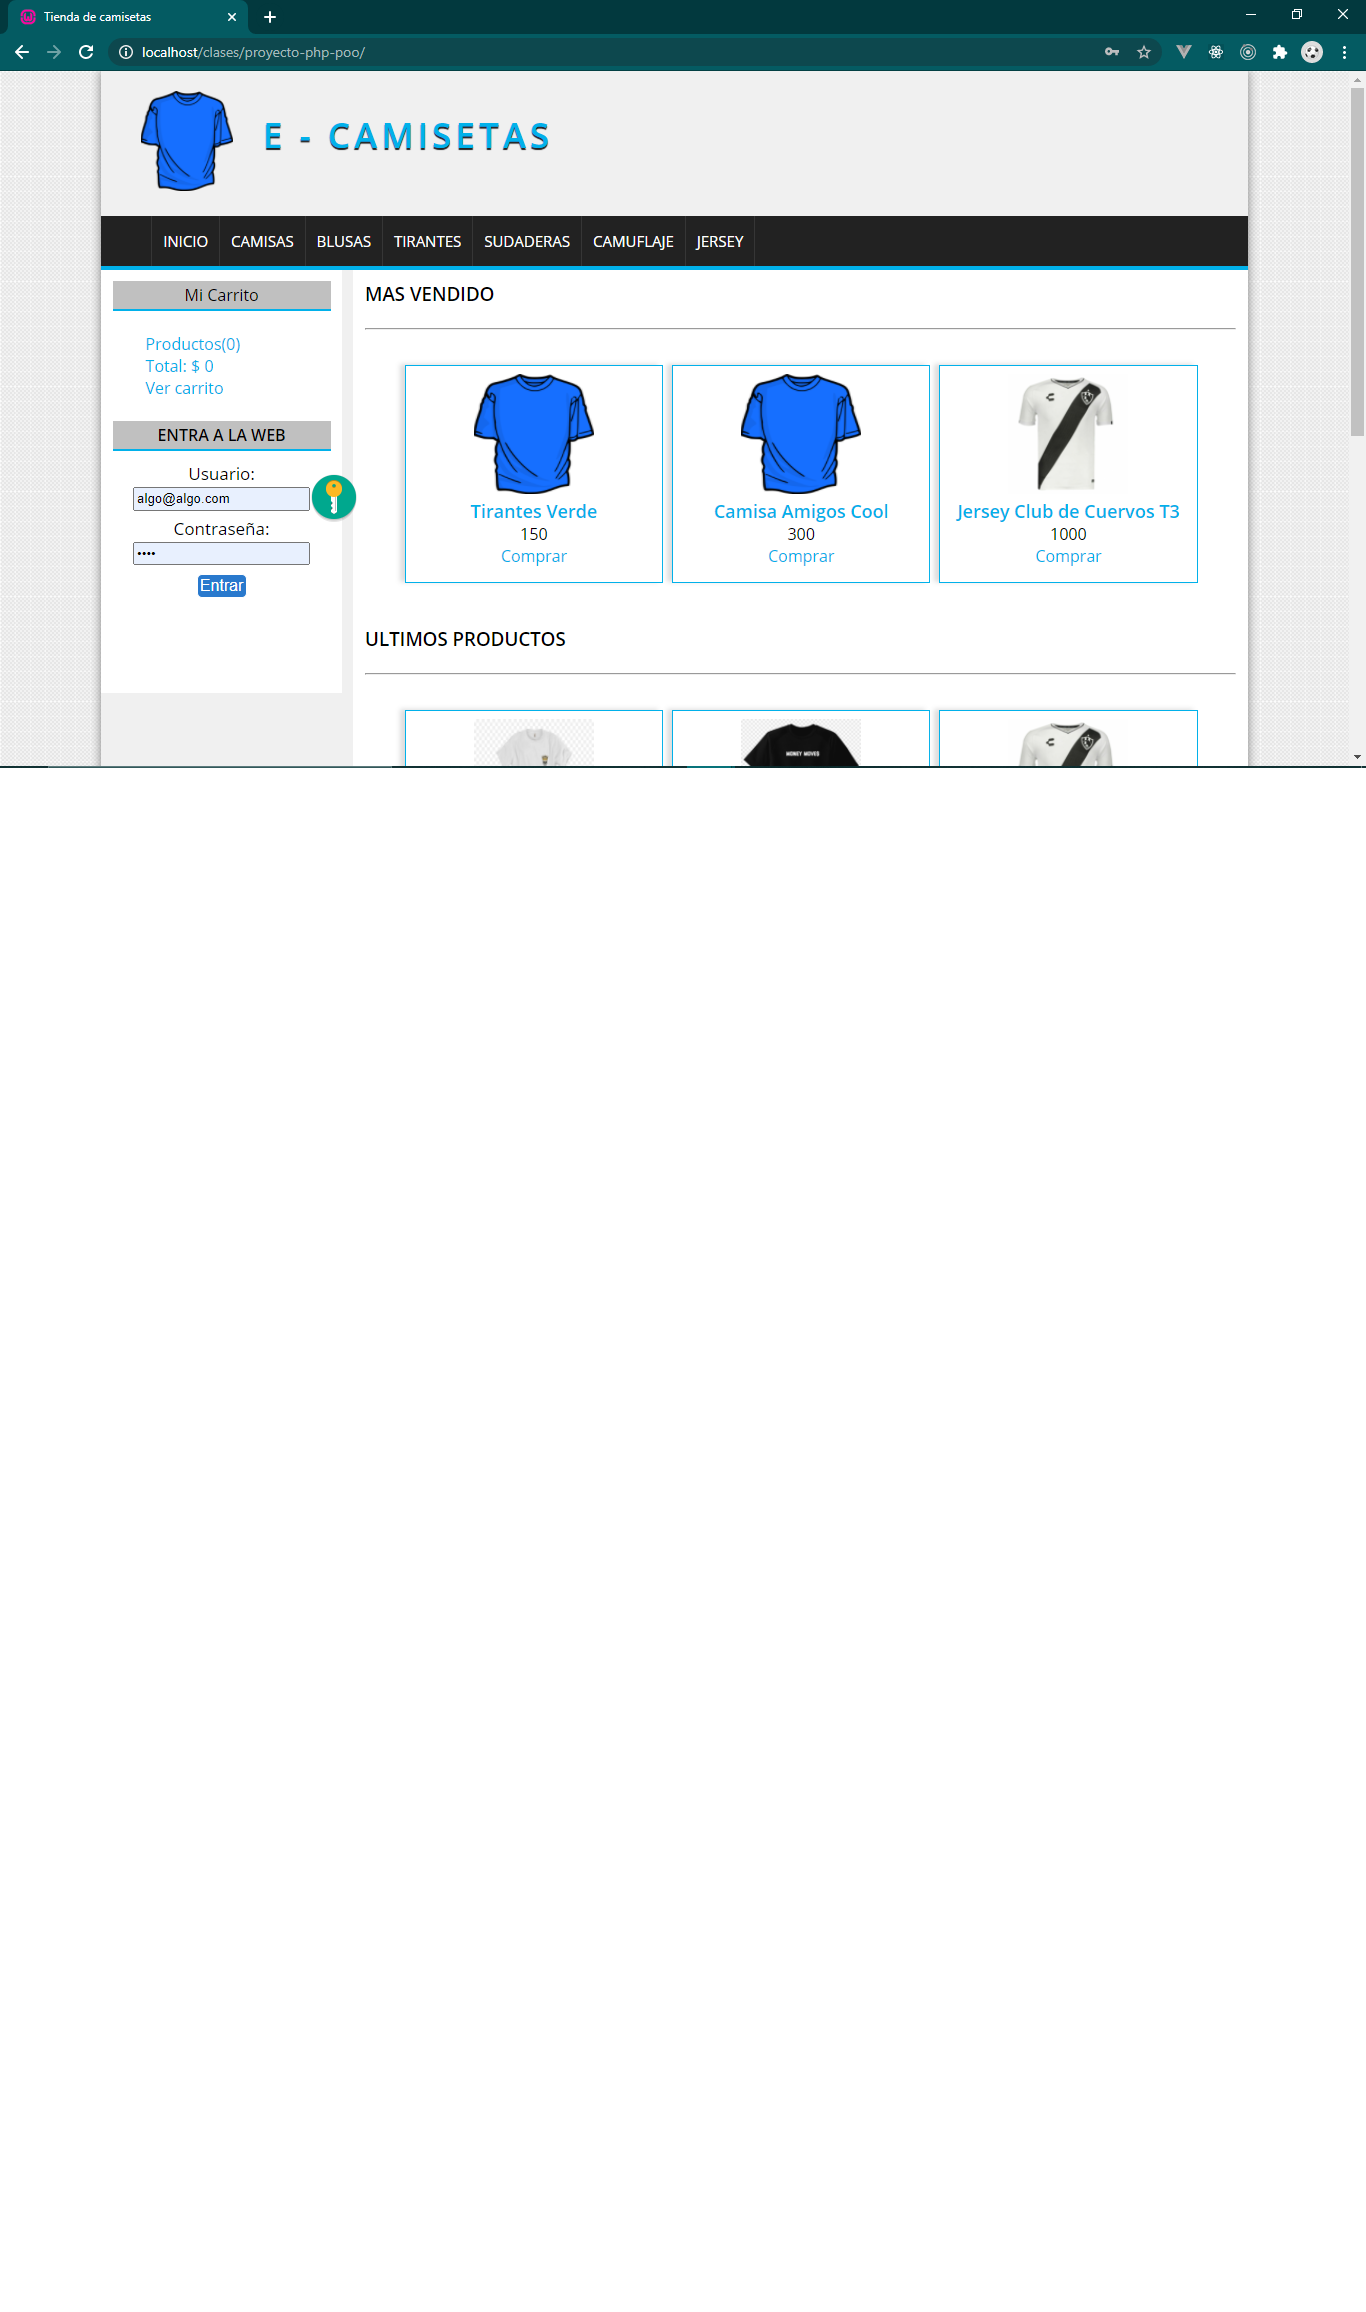 Tienda de camisetas
localhost/clases/proyecto-php-poo/
E - CAMISETAS
INICIO CAMISAS BLUSAS TIRANTES SUDADERAS CAMUFLAJE JERSEY
Mi Carrito
Productos(0)
Total: $ 0
Ver carrito
ENTRA A LA WEB
Usuario:
algo@algo.com
Contraseña:
••••
Entrar
MAS VENDIDO
Tirantes Verde
150
Comprar
Camisa Amigos Cool
300
Comprar
Jersey Club de Cuervos T3
1000
Comprar
ULTIMOS PRODUCTOS
MONEY MOVES